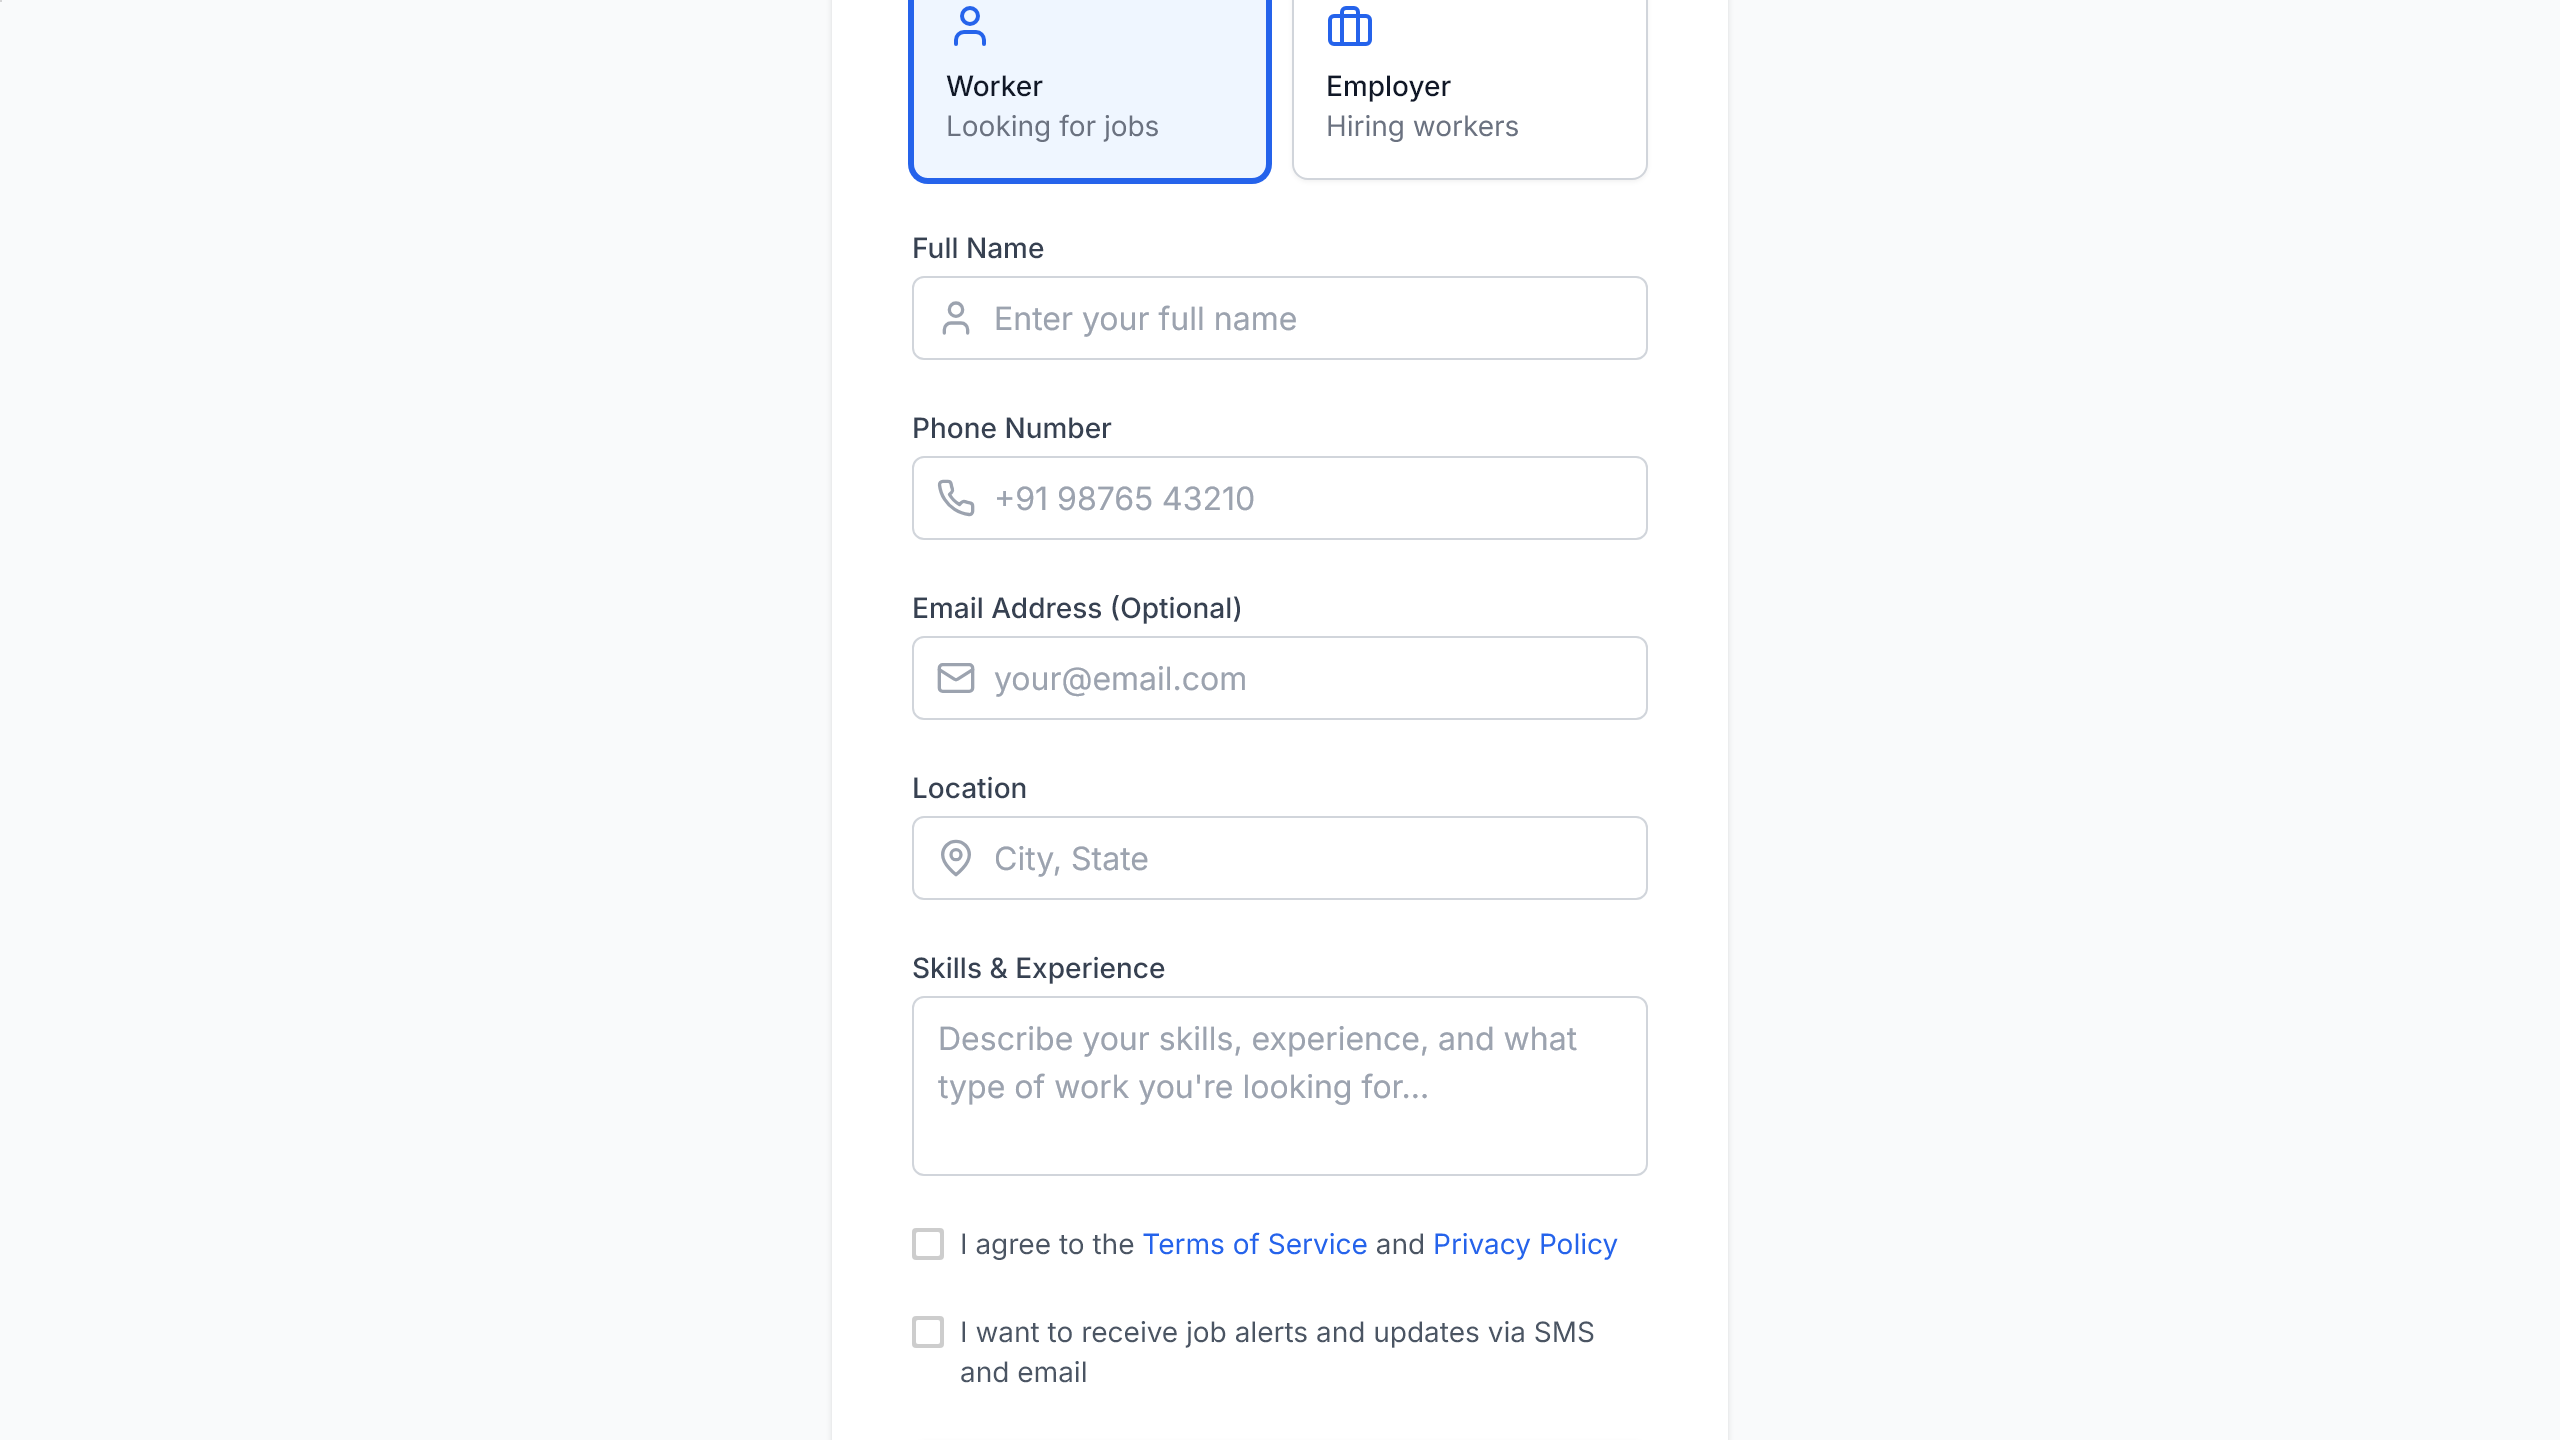 Worker
Looking for jobs
Employer
Hiring workers
Full Name
Enter your full name
Phone Number
+91 98765 43210
Email Address (Optional)
your@email.com
Location
City, State
Skills & Experience
Describe your skills, experience, and what
type of work you're looking for...
I agree to the Terms of Service and Privacy Policy
I want to receive job alerts and updates via SMS
and email